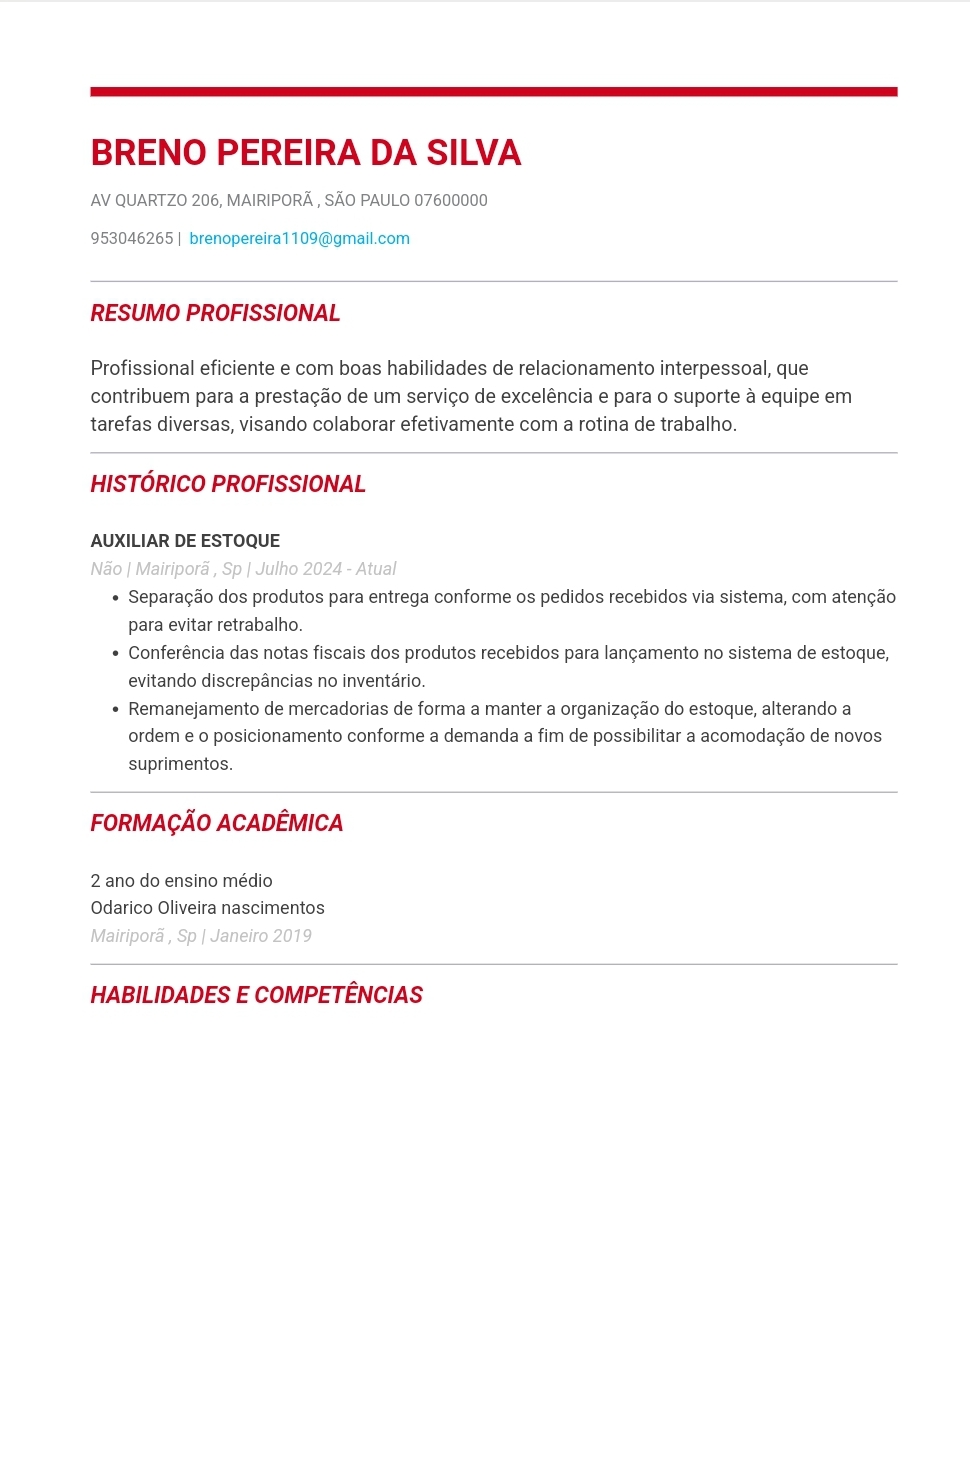 BRENO PEREIRA DA SILVA
AV QUARTZO 206, MAIRIPORÃ , SÃO PAULO 07600000
953046265 | brenopereira1109@gmail.com
RESUMO PROFISSIONAL
Profissional eficiente e com boas habilidades de relacionamento interpessoal, que
contribuem para a prestação de um serviço de excelência e para o suporte à equipe em
tarefas diversas, visando colaborar efetivamente com a rotina de trabalho.
HISTÓRICO PROFISSIONAL
AUXILIAR DE ESTOQUE
Não | Mairiporã , Sp | Julho 2024 - Atual
• Separação dos produtos para entrega conforme os pedidos recebidos via sistema, com atenção
para evitar retrabalho.
• Conferência das notas fiscais dos produtos recebidos para lançamento no sistema de estoque,
evitando discrepâncias no inventário.
• Remanejamento de mercadorias de forma a manter a organização do estoque, alterando a
ordem e o posicionamento conforme a demanda a fim de possibilitar a acomodação de novos
suprimentos.
FORMAÇÃO ACADÊMICA
2 ano do ensino médio
Odarico Oliveira nascimentos
Mairiporã , Sp | Janeiro 2019
HABILIDADES E COMPETÊNCIAS